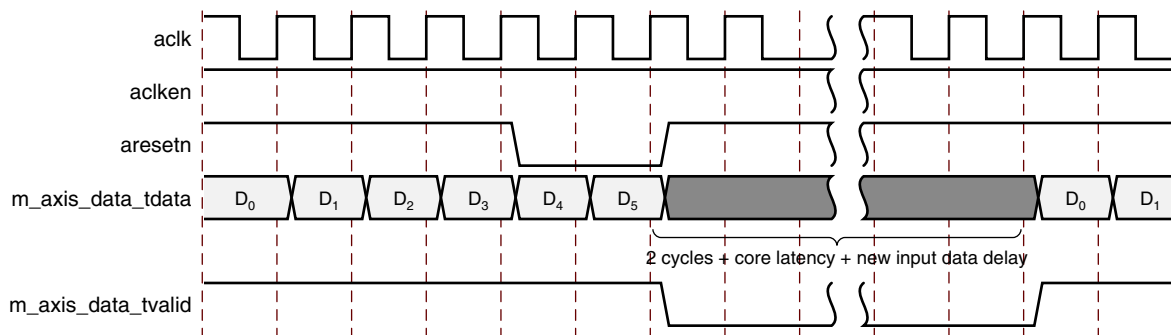 aclk
aclken
aresetn
m_axis_data_tdata D₀ D₁ D₂ D₃ D₄ D₅ D₀ D₁
2 cycles + core latency + new input data delay
m_axis_data_tvalid